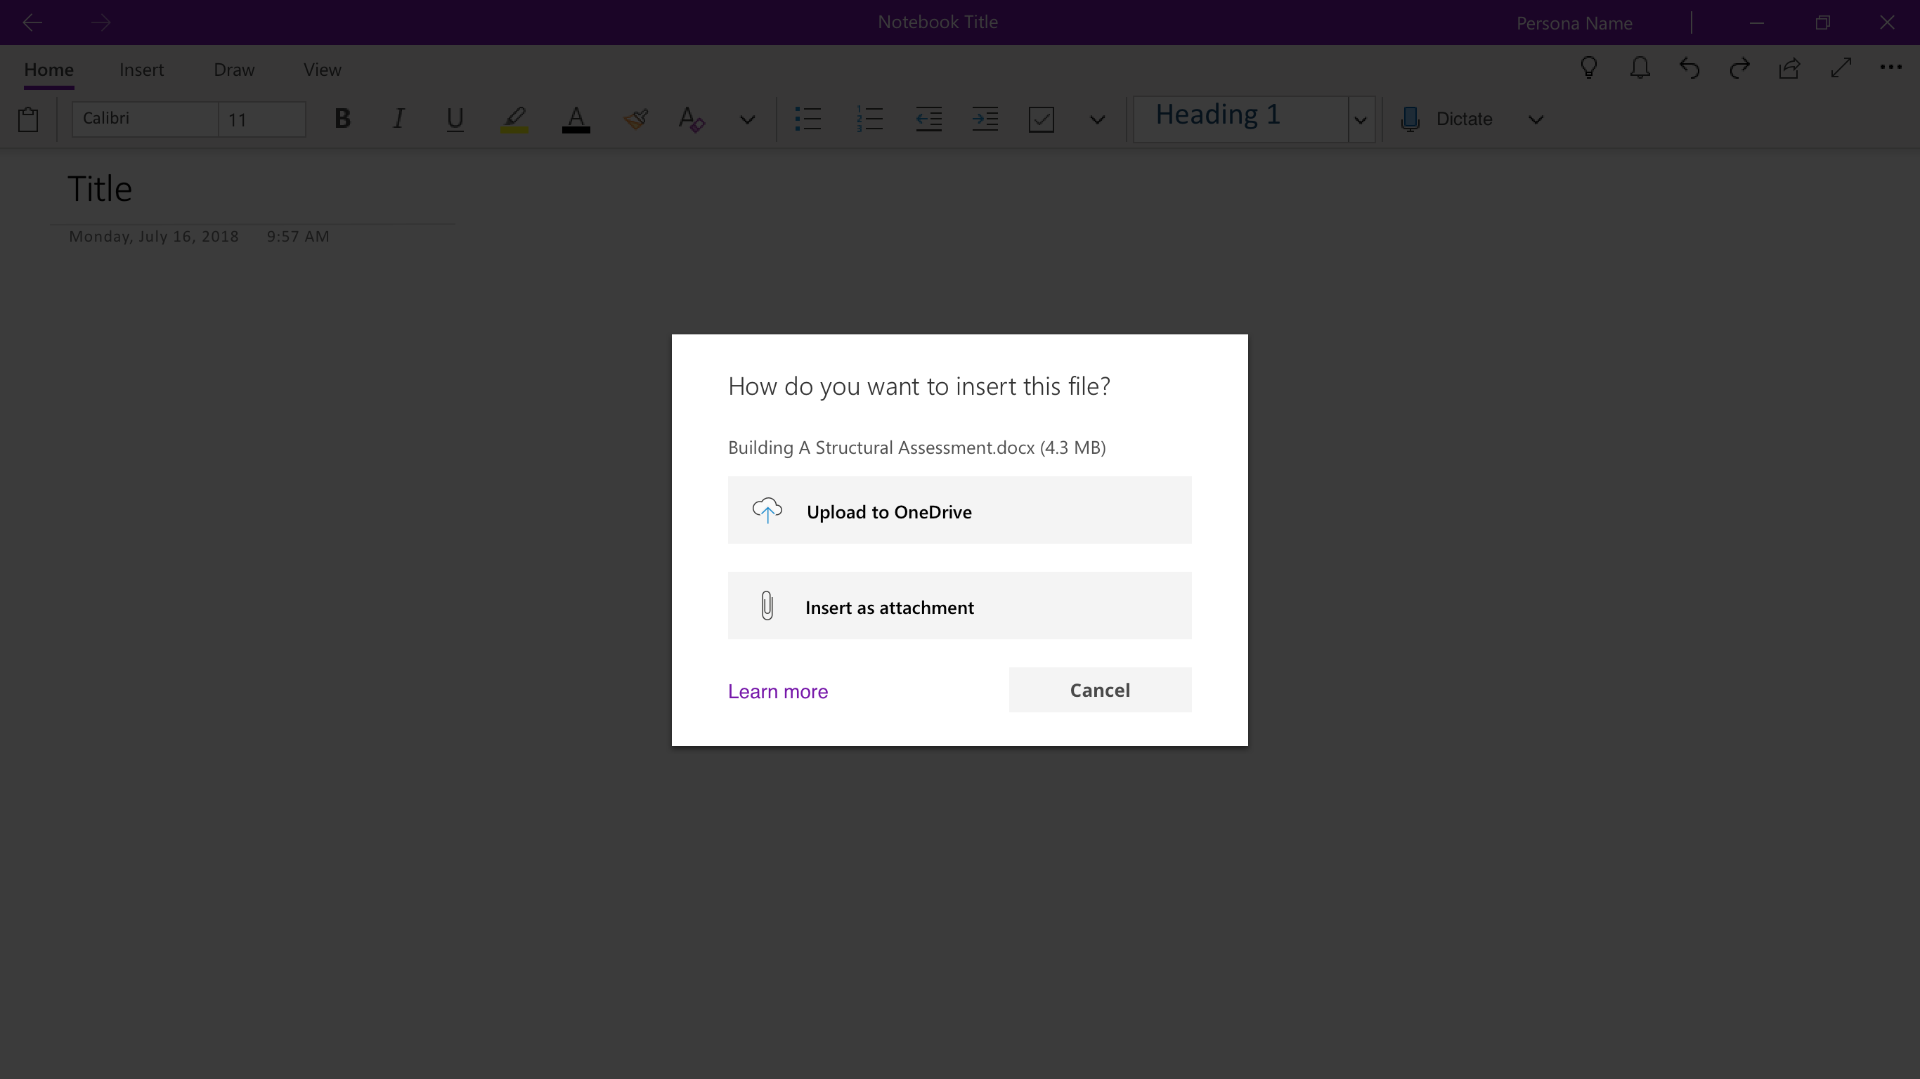 Notebook Title
Persona Name
Home Insert Draw View
Calibri 11 B I U A A Heading 1 Dictate
Title
Monday, July 16, 2018 9:57 AM
How do you want to insert this file?
Building A Structural Assessment.docx (4.3 MB)
Upload to OneDrive
Insert as attachment
Learn more
Cancel